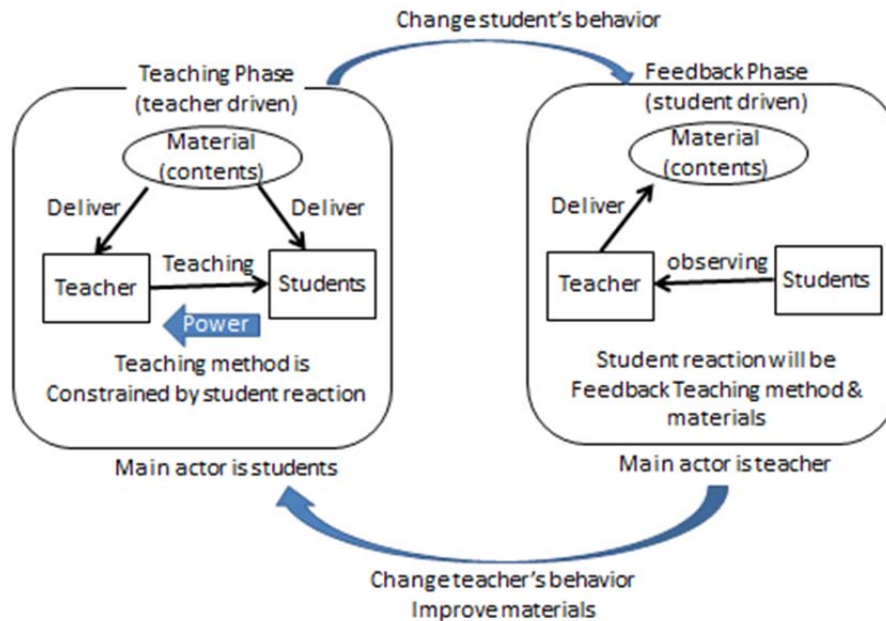 Change student's behavior
Teaching Phase
(teacher driven)
Material
(contents)
Deliver
Deliver
Teacher
Teaching
Students
Power
Teaching method is
Constrained by student reaction
Main actor is students
Feedback Phase
(student driven)
Material
(contents)
Deliver
Teacher
observing
Students
Student reaction will be
Feedback Teaching method &
materials
Main actor is teacher
Change teacher's behavior
Improve materials